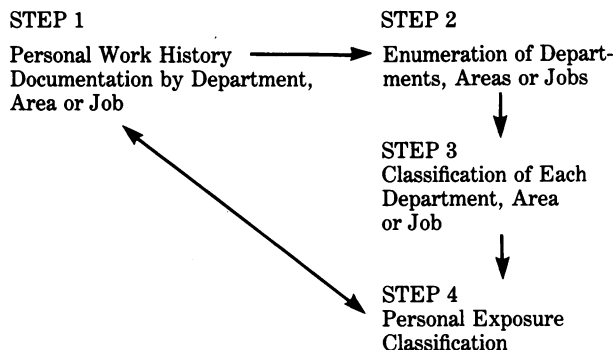 STEP 1
Personal Work History
Documentation by Department,
Area or Job
STEP 2
Enumeration of Depart-
ments, Areas or Jobs
STEP 3
Classification of Each
Department, Area
or Job
STEP 4
Personal Exposure
Classification